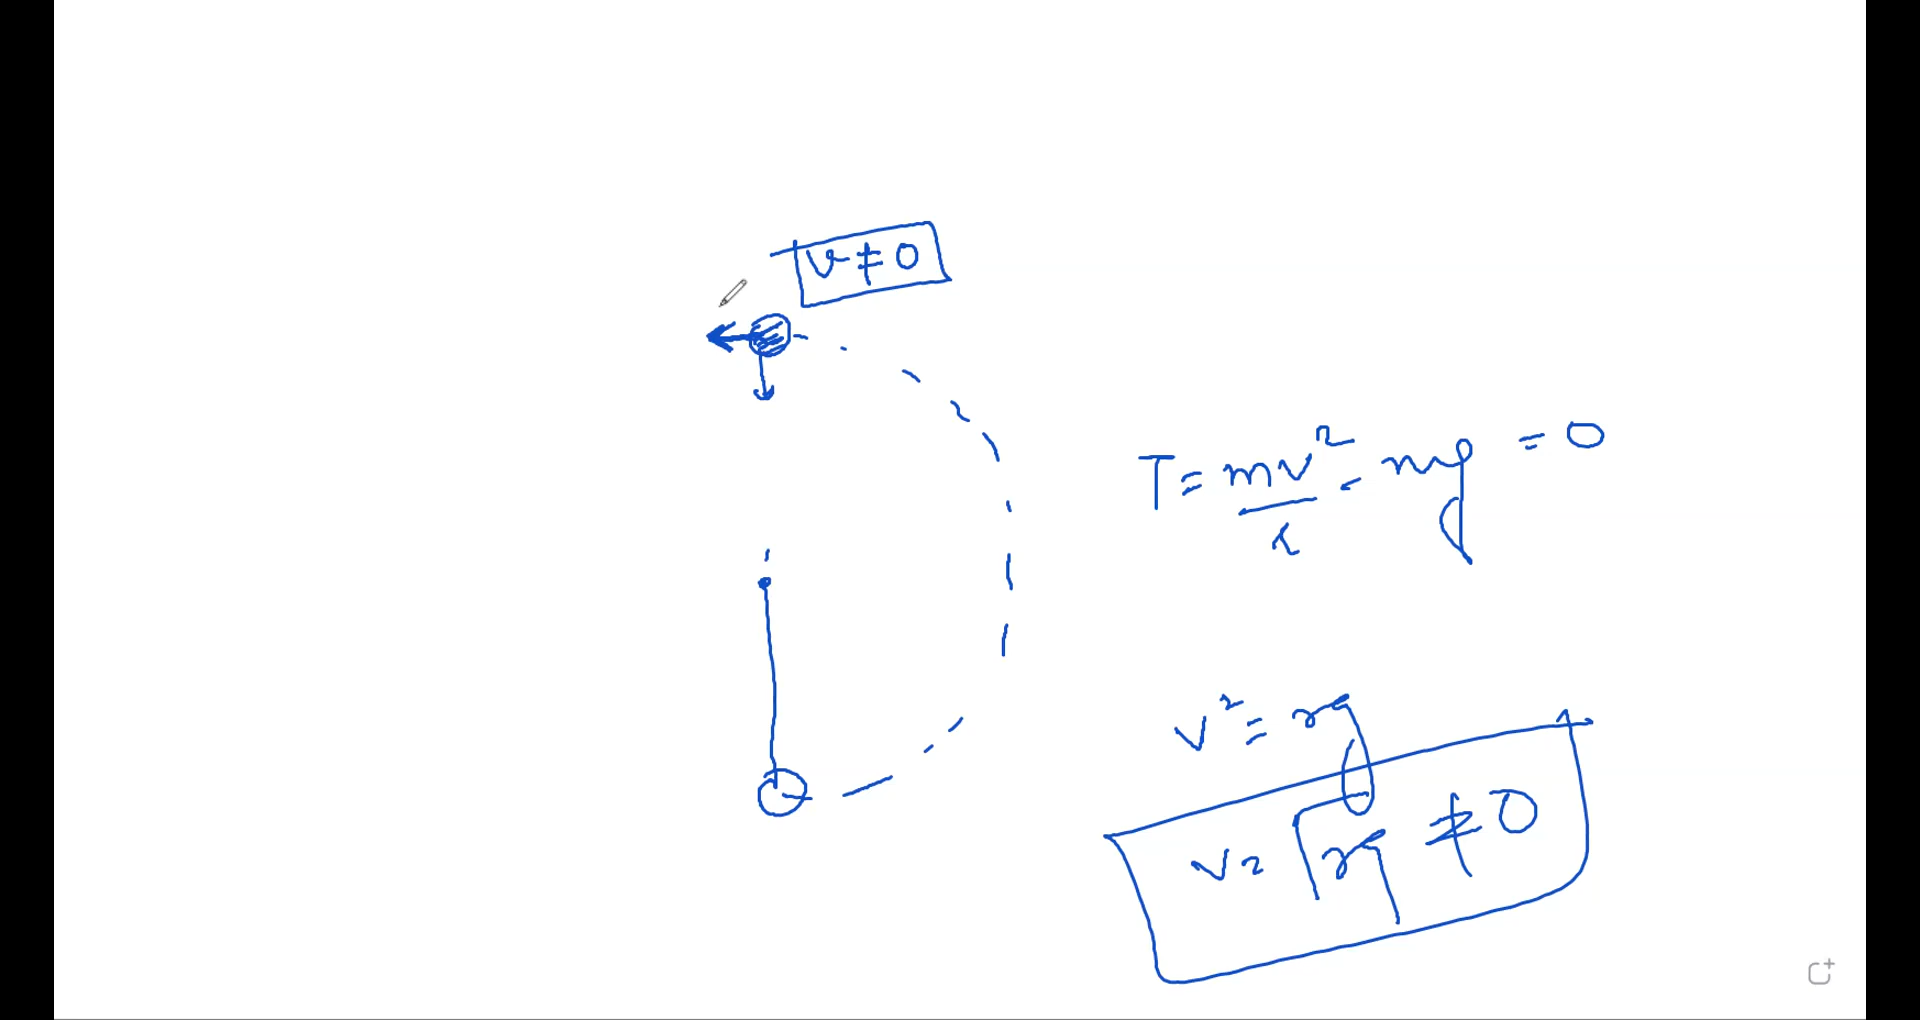 v ≠ 0
T = mv²/r - mg = 0
v² = rg
v = √rg ≠ 0